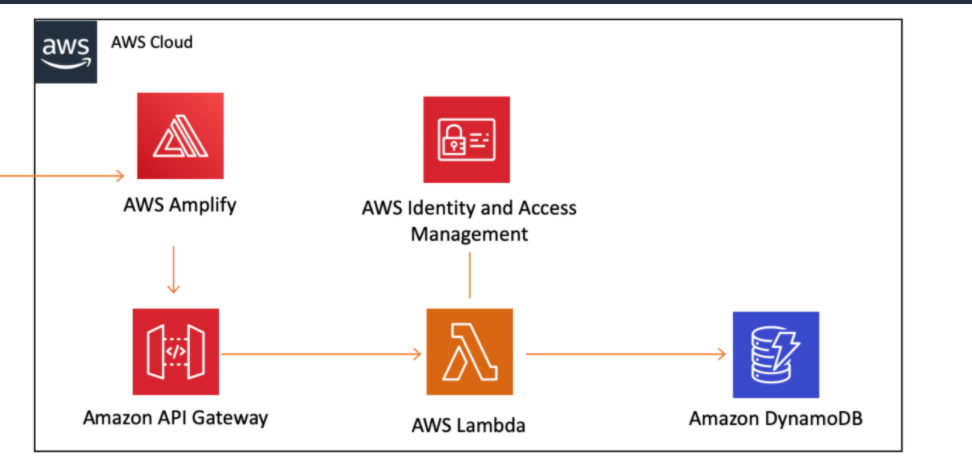 aws
AWS Cloud
AWS Amplify
AWS Identity and Access
Management
</>
Amazon API Gateway
AWS Lambda
Amazon DynamoDB